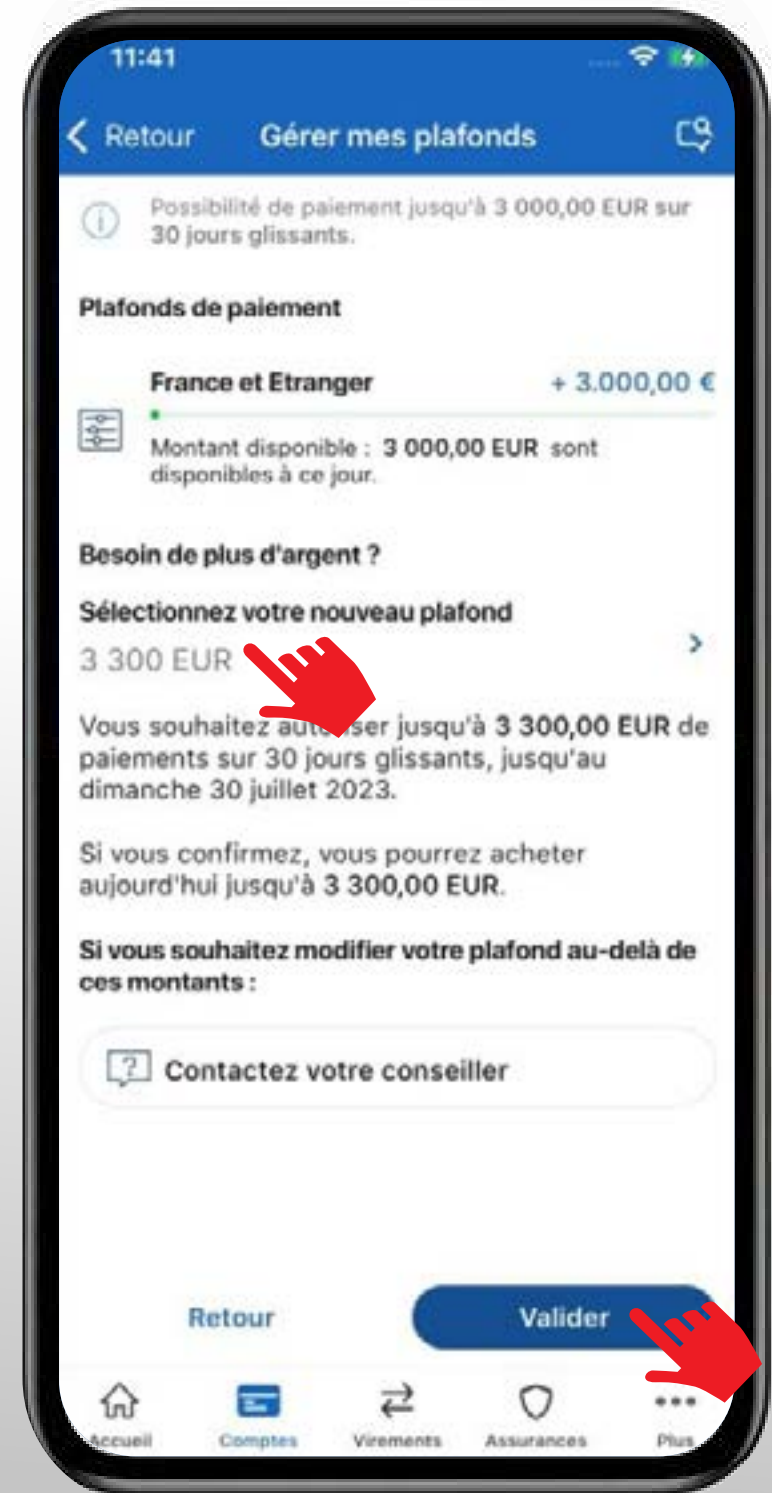 11:41
Retour
Gérer mes plafonds
Possibilité de paiement jusqu'à 3 000,00 EUR sur
30 jours glissants.
Plafonds de paiement
France et Etranger
+ 3.000,00 €
Montant disponible : 3 000,00 EUR sont
disponibles à ce jour.
Besoin de plus d'argent ?
Sélectionnez votre nouveau plafond
3 300 EUR
Vous souhaitez autoriser jusqu'à 3 300,00 EUR de
paiements sur 30 jours glissants, jusqu'au
dimanche 30 juillet 2023.
Si vous confirmez, vous pourrez acheter
aujourd'hui jusqu'à 3 300,00 EUR.
Si vous souhaitez modifier votre plafond au-delà de
ces montants :
Contactez votre conseiller
Retour
Valider
Accueil
Comptes
Virements
Assurances
Plus